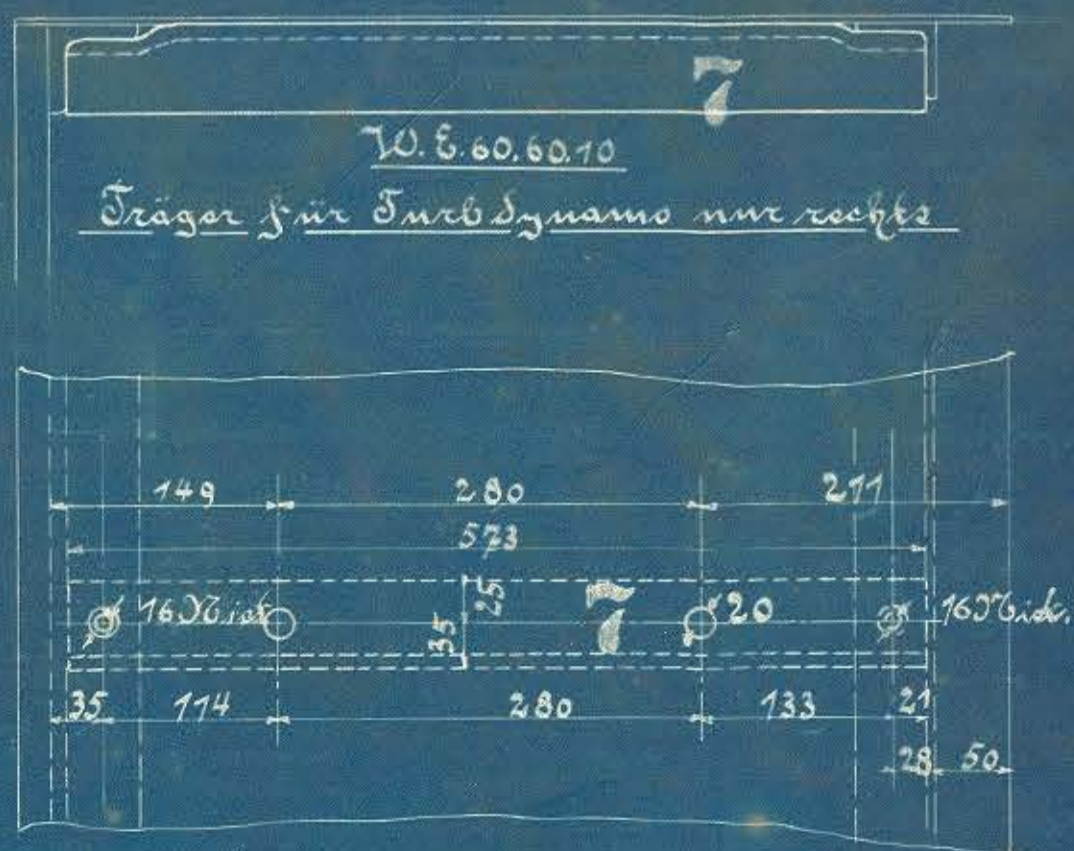 7
W.E.60.60.10
Träger für Turbdynamo nur rechts
149 280 211
573
25
16 Niet. 7 20 16 Niet.
35
35 114 280 133 21
28 50